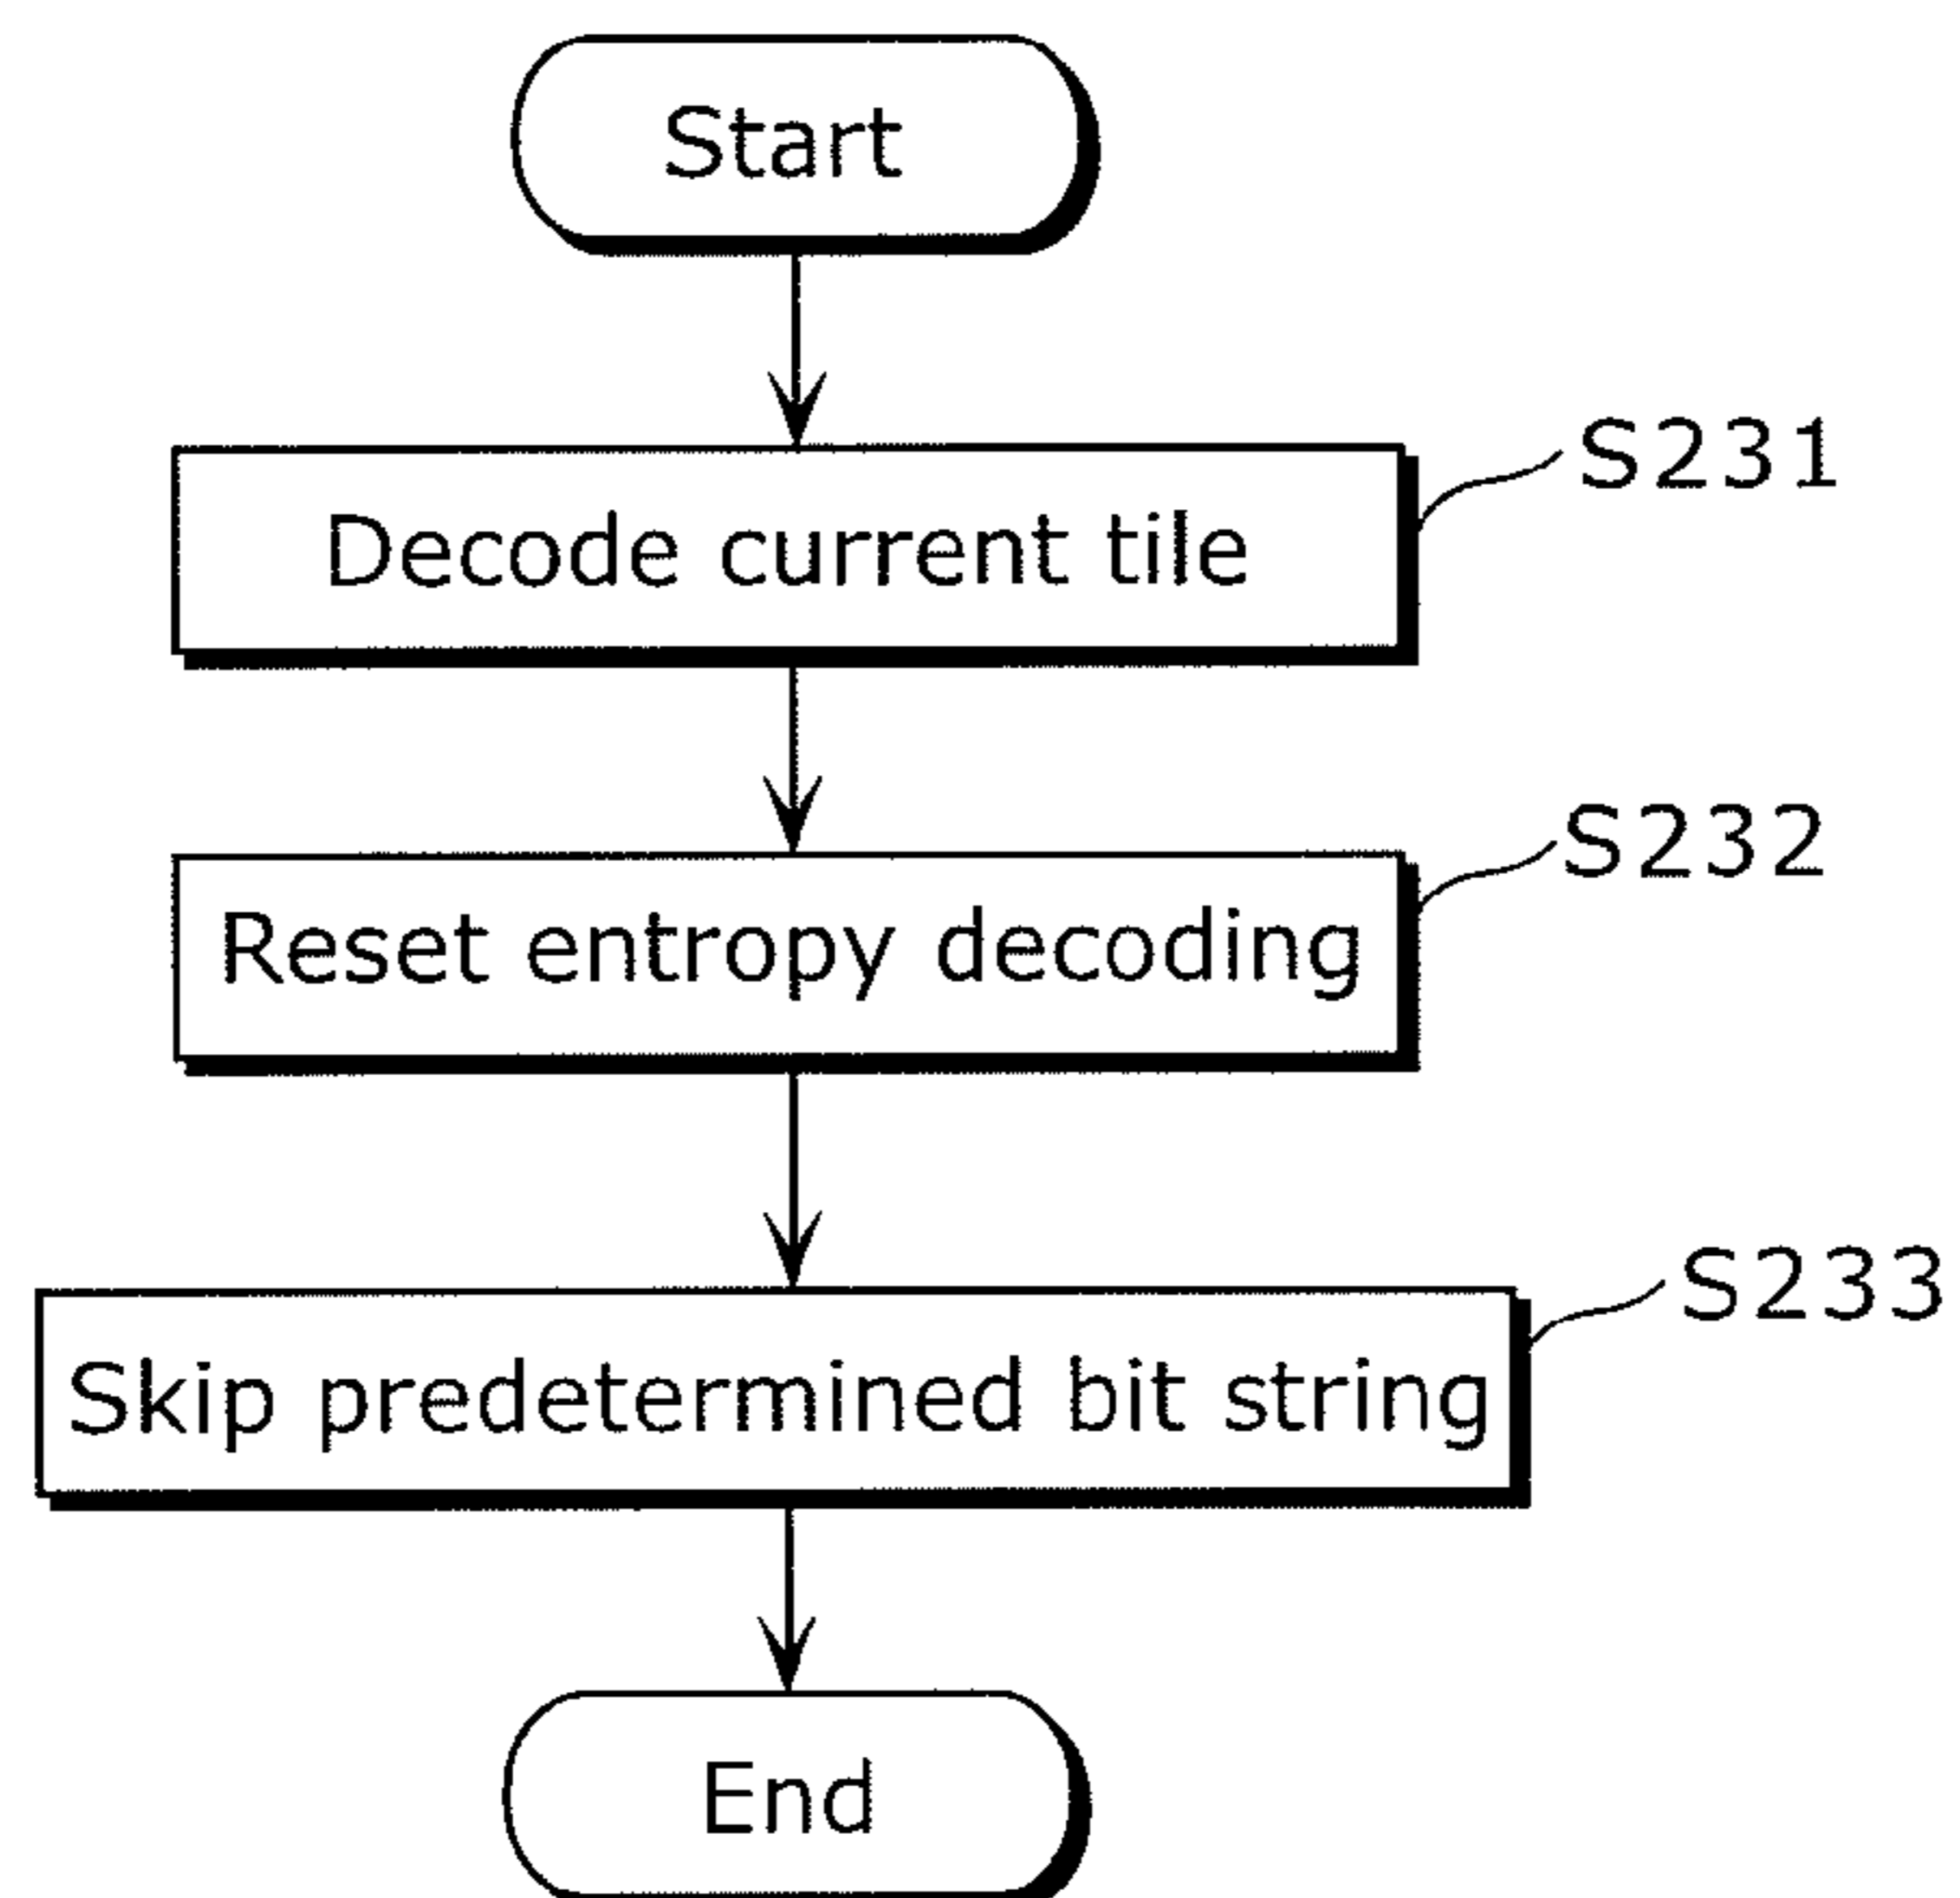 Start
S231
Decode current tile
S232
Reset entropy decoding
S233
Skip predetermined bit string
End